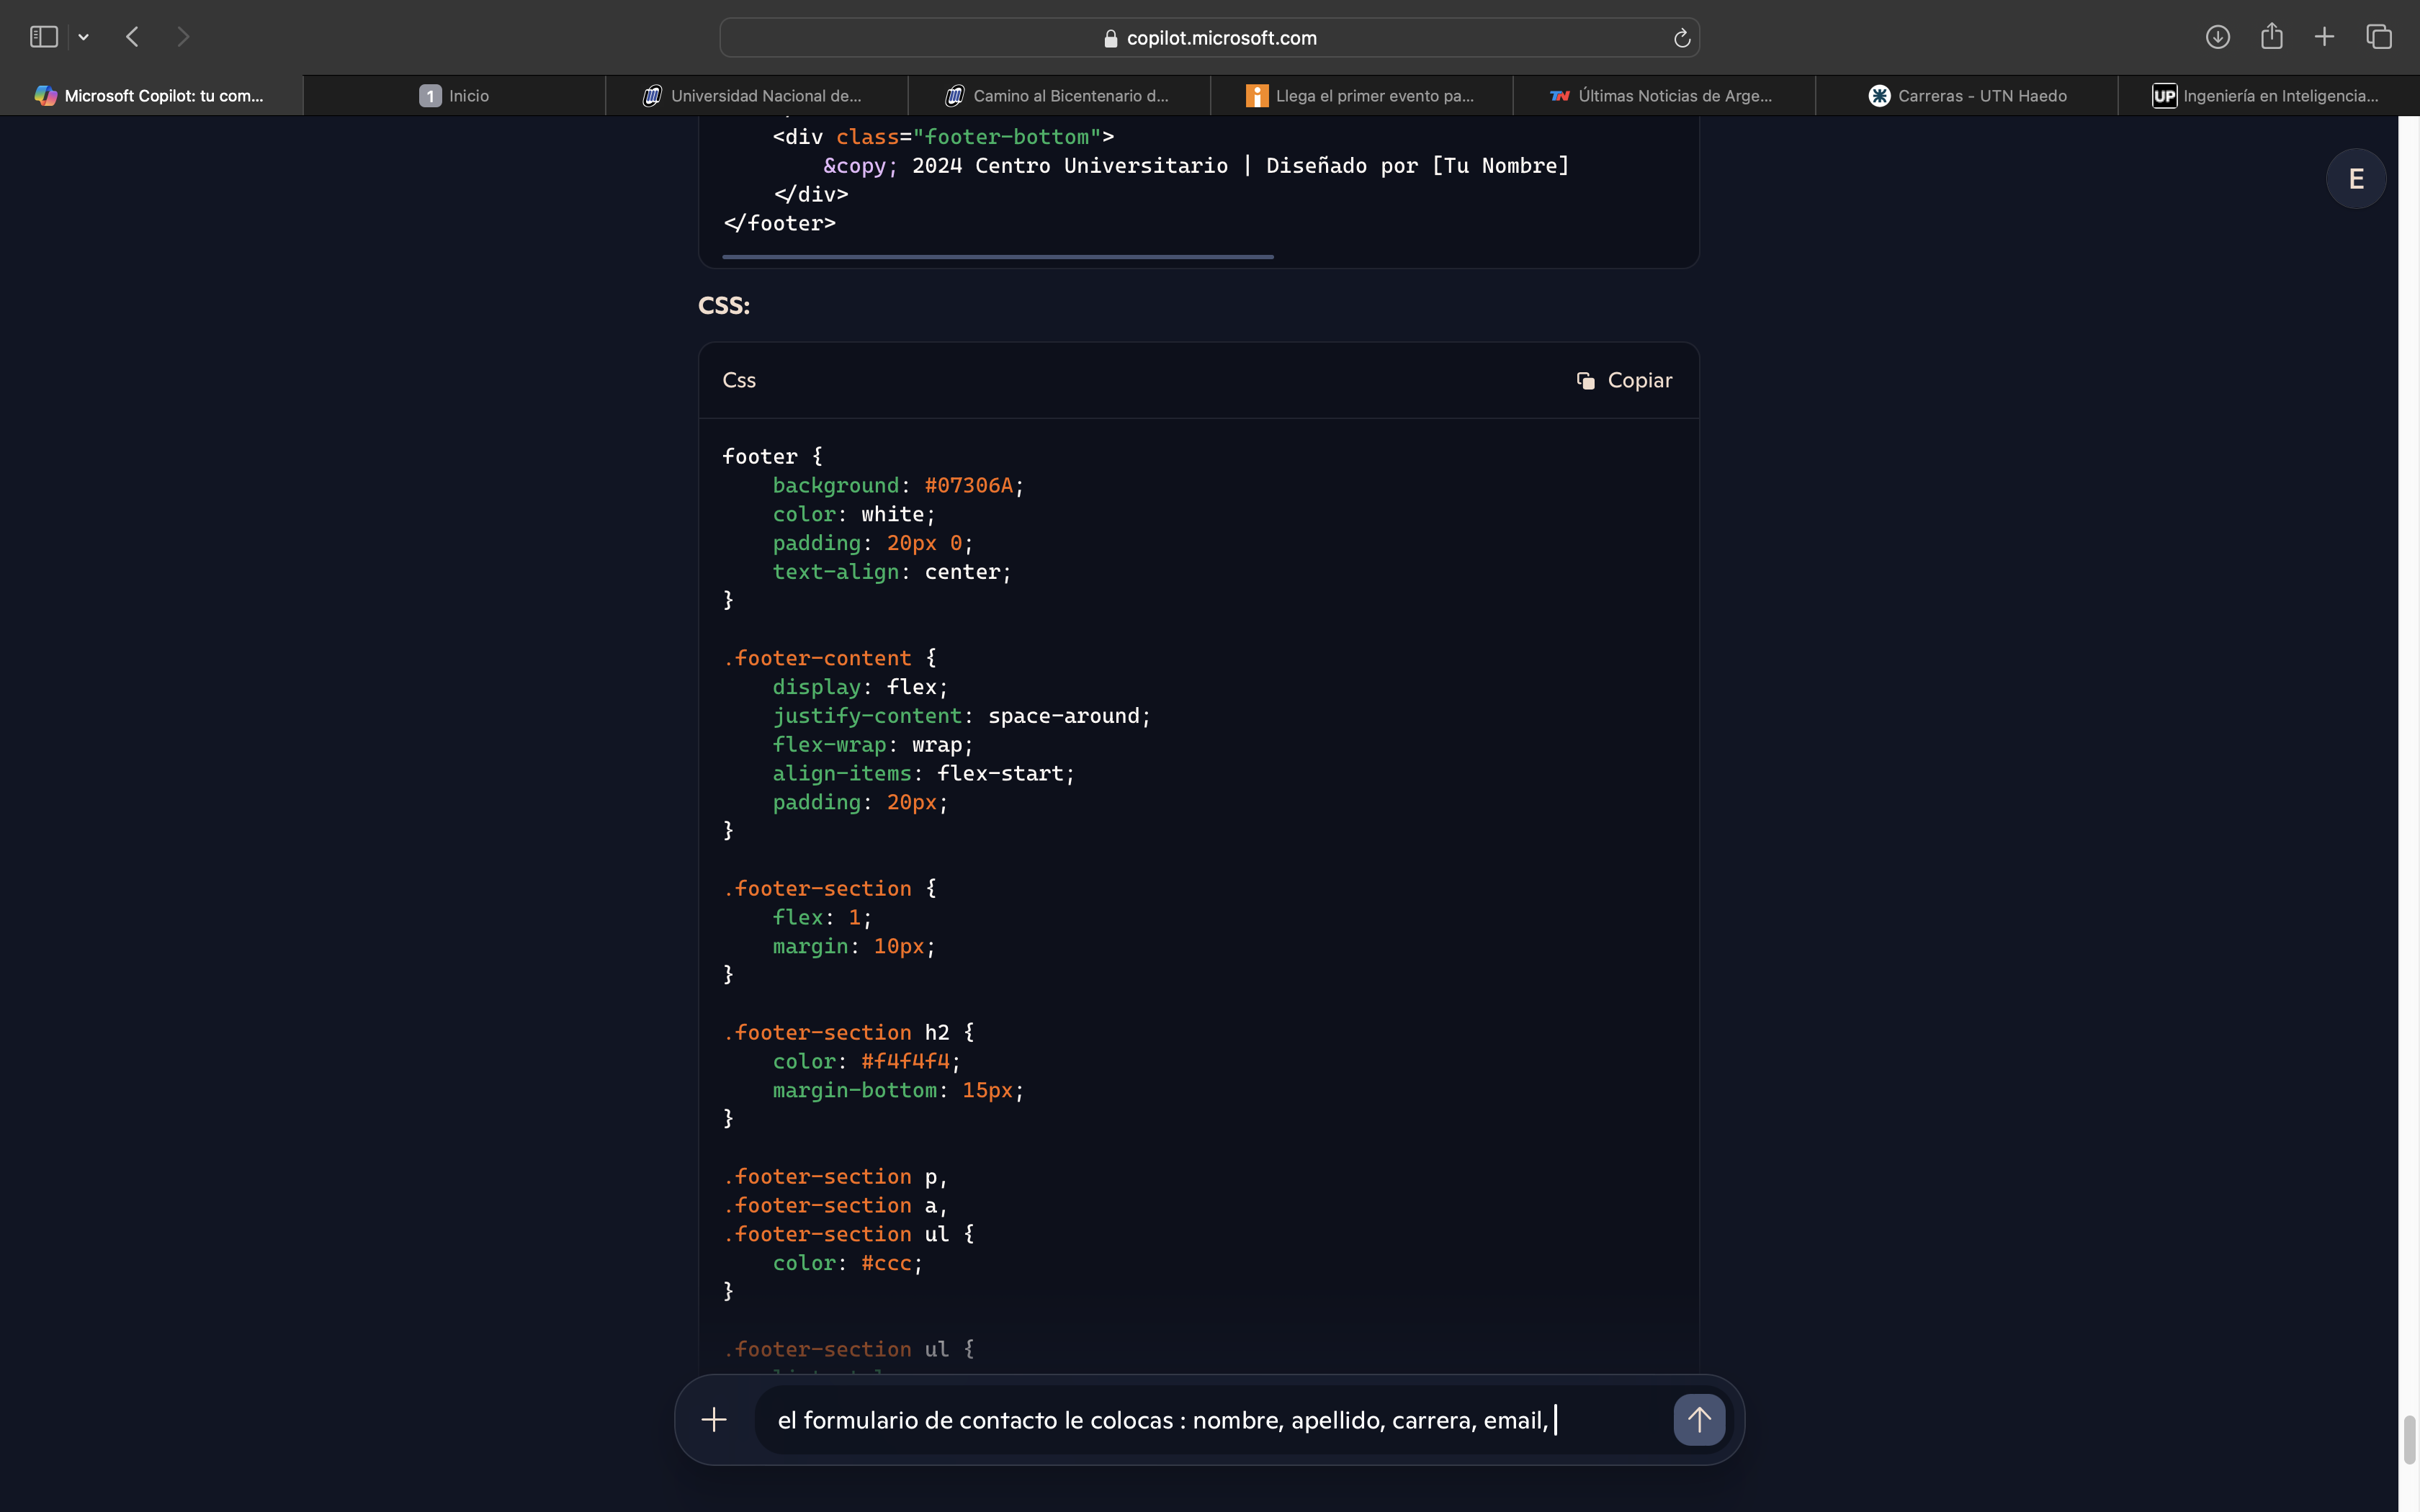 copilot.microsoft.com
Microsoft Copilot: tu com...
1 Inicio
Universidad Nacional de...
Camino al Bicentenario d...
Llega el primer evento pa...
TN Últimas Noticias de Arge...
Carreras - UTN Haedo
UP Ingeniería en Inteligencia...
<div class="footer-bottom">
&copy; 2024 Centro Universitario | Diseñado por [Tu Nombre]
</div>
</footer>
E
CSS:
Css
Copiar
footer {
background: #07306A;
color: white;
padding: 20px 0;
text-align: center;
}
.footer-content {
display: flex;
justify-content: space-around;
flex-wrap: wrap;
align-items: flex-start;
padding: 20px;
}
.footer-section {
flex: 1;
margin: 10px;
}
.footer-section h2 {
color: #f4f4f4;
margin-bottom: 15px;
}
.footer-section p,
.footer-section a,
.footer-section ul {
color: #ccc;
}
.footer-section ul {
el formulario de contacto le colocas : nombre, apellido, carrera, email,